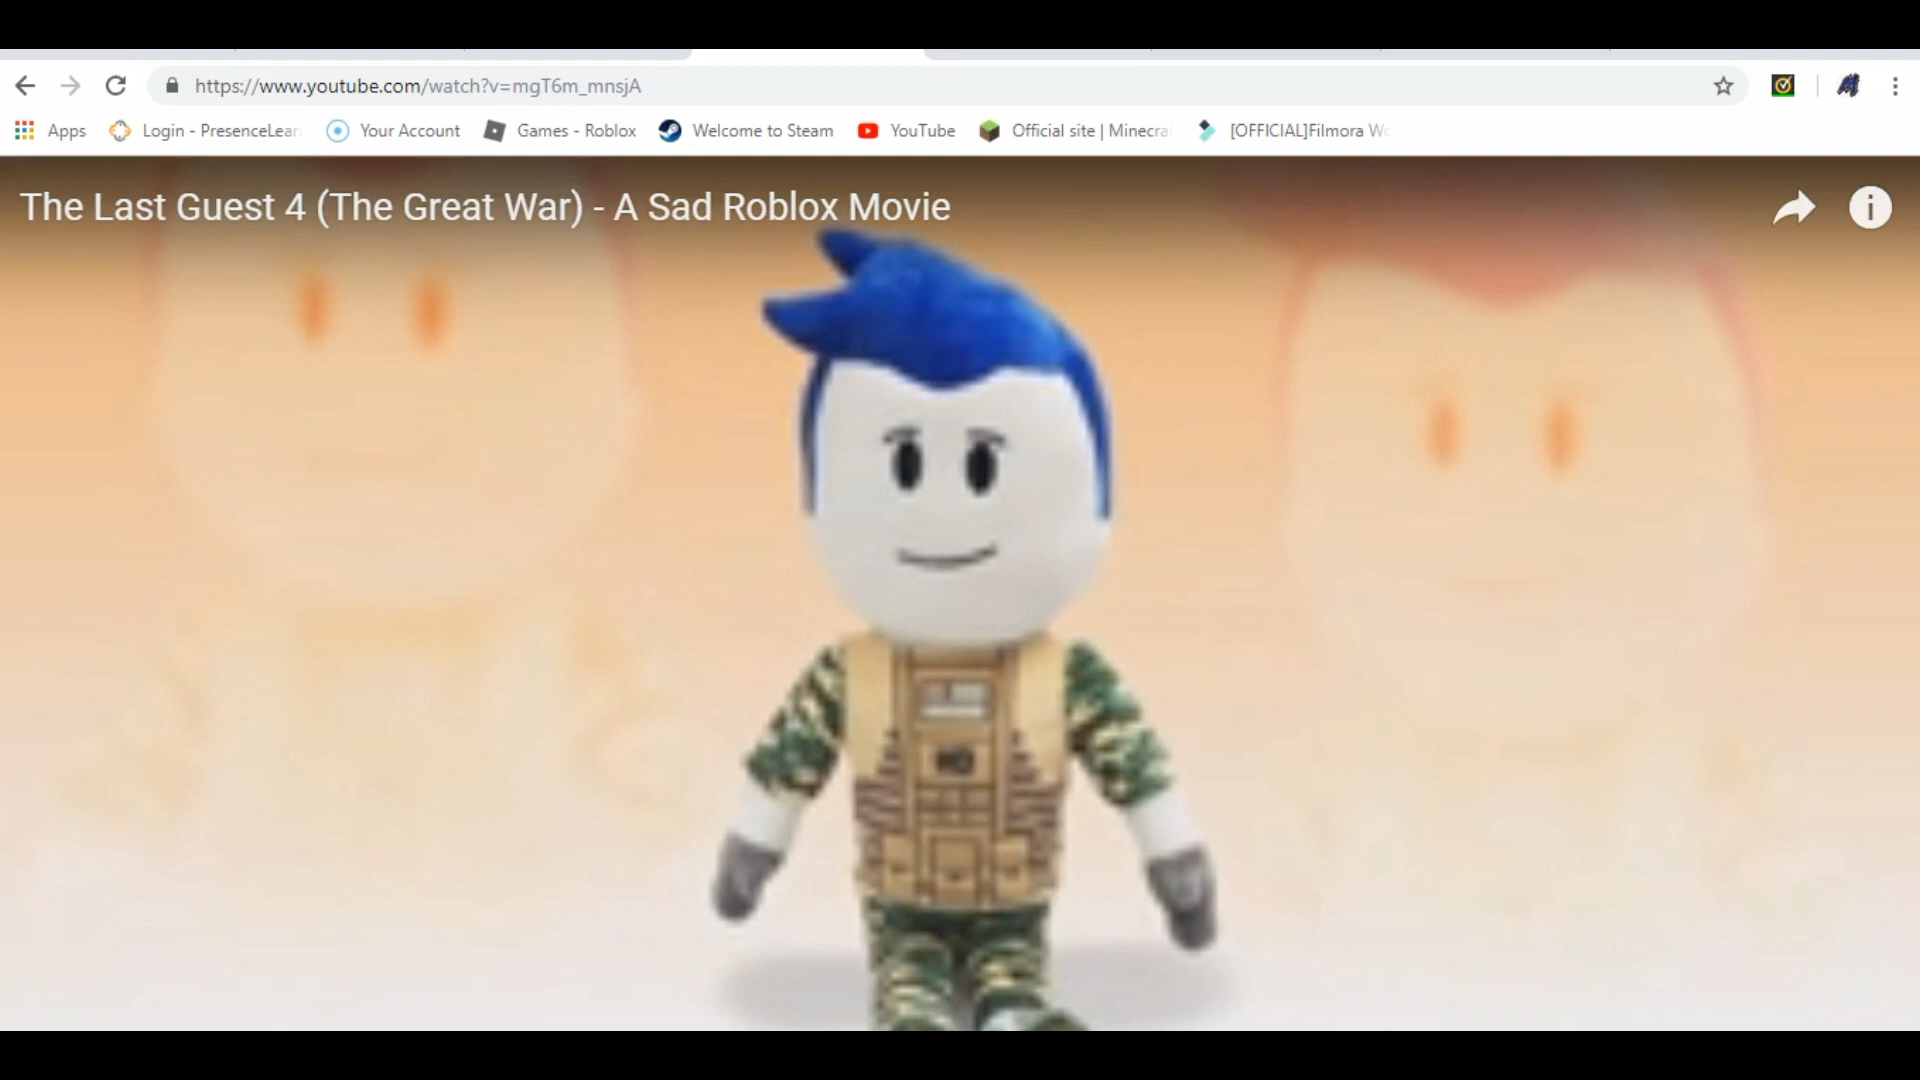 https://www.youtube.com/watch?v=mgT6m_mnsjA
Apps Login - PresenceLear Your Account Games - Roblox Welcome to Steam YouTube Official site | Minecra [OFFICIAL]Filmora Wo
The Last Guest 4 (The Great War) - A Sad Roblox Movie